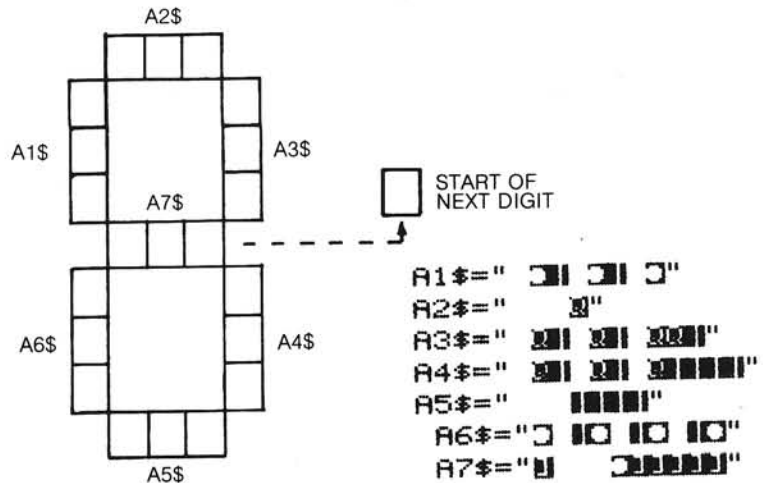 A2$
A1$
A3$
A7$
START OF
NEXT DIGIT
A6$
A4$
A5$
A1$="
A2$="
A3$="
A4$="
A5$="
A6$="
A7$="